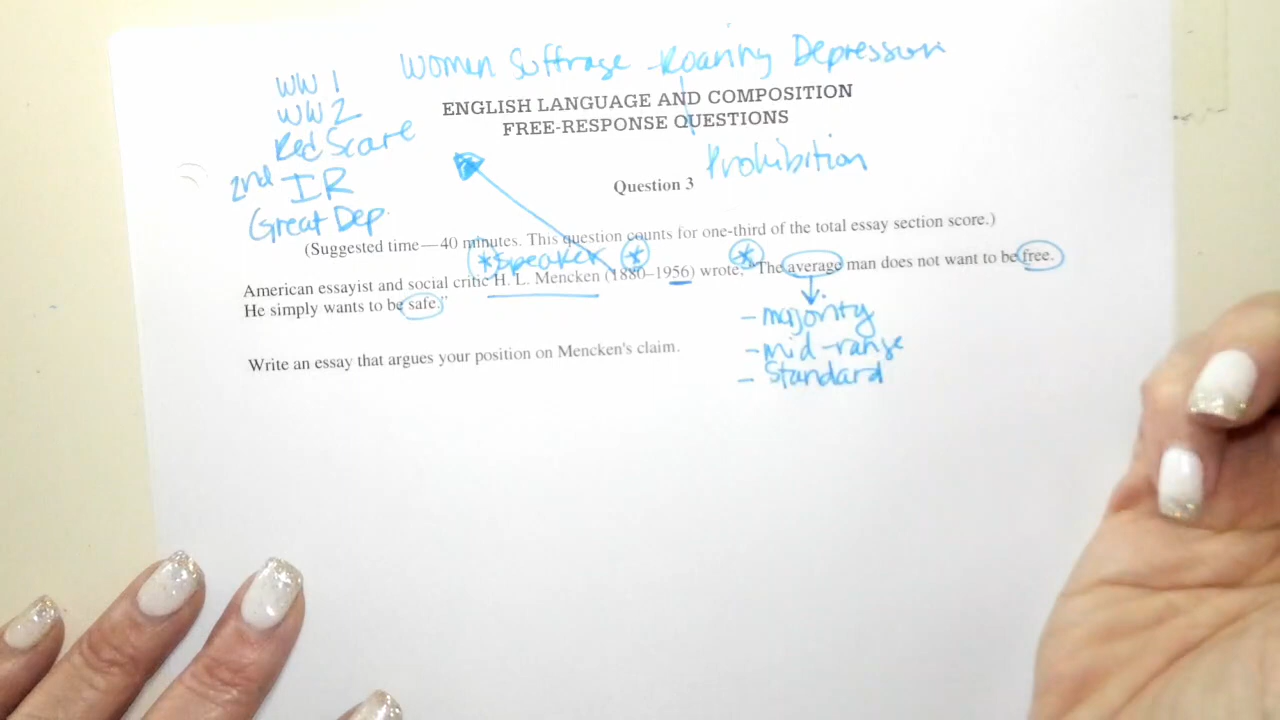 Women Suffrage Roaring Depression
WW 1
WW2
Red Scare
2nd IR
Great Dep.
ENGLISH LANGUAGE AND COMPOSITION
FREE-RESPONSE QUESTIONS
Prohibition
Question 3
(Suggested time—40 minutes. This question counts for one-third of the total essay section score.)
*Speaker * *
American essayist and social critic H. L. Mencken (1880–1956) wrote: "The average man does not want to be free.
He simply wants to be safe."
- majority
- mid-range
- Standard
Write an essay that argues your position on Mencken's claim.